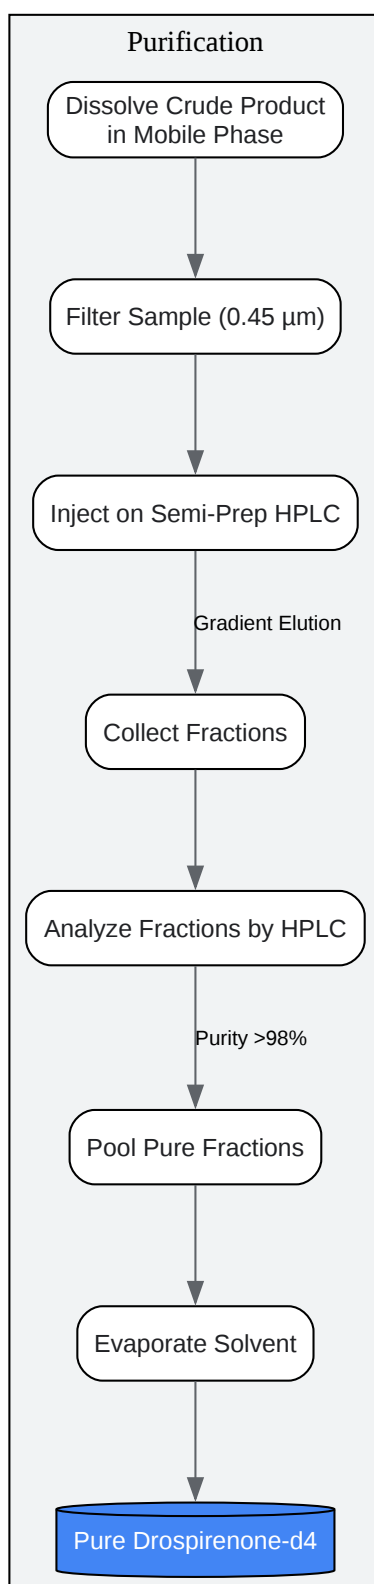 Purification
Dissolve Crude Product
in Mobile Phase
Filter Sample (0.45 µm)
Inject on Semi-Prep HPLC
Gradient Elution
Collect Fractions
Analyze Fractions by HPLC
Purity >98%
Pool Pure Fractions
Evaporate Solvent
Pure Drospirenone-d4